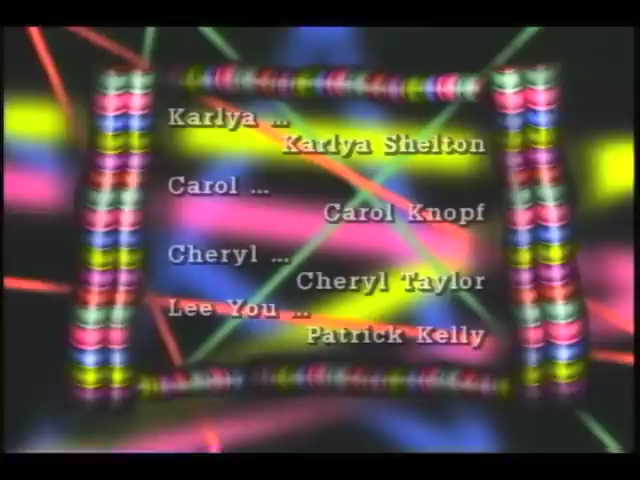 Karlya ...
Karlya Shelton
Carol ...
Carol Knopf
Cheryl ...
Cheryl Taylor
Lee You ...
Patrick Kelly